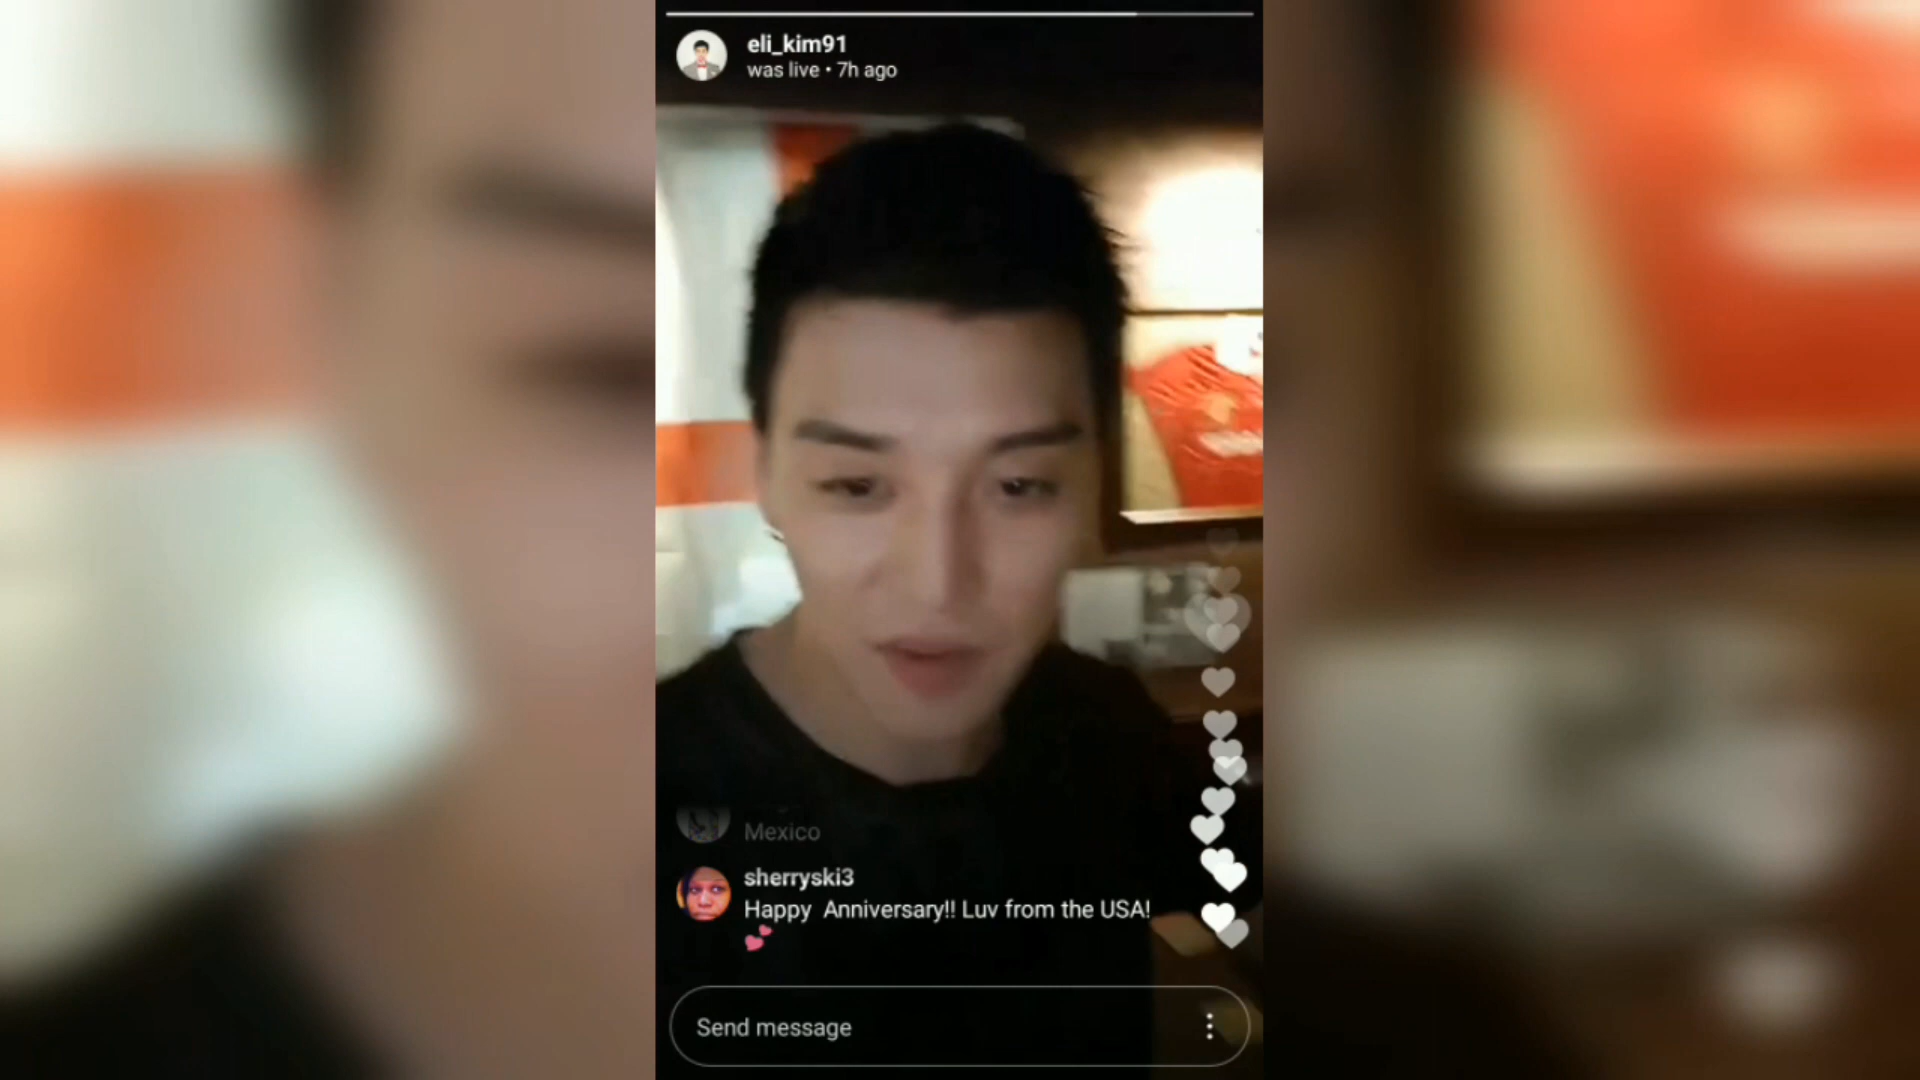 eli_kim91
was live • 7h ago
Mexico
sherryski3
Happy Anniversary!! Luv from the USA!
💕
Send message